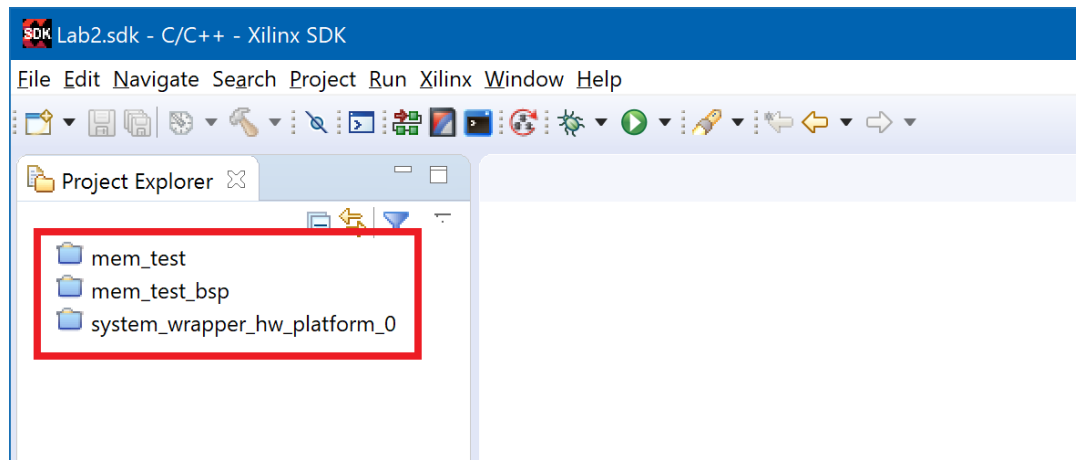 SDK Lab2.sdk - C/C++ - Xilinx SDK
File Edit Navigate Search Project Run Xilinx Window Help
Project Explorer
mem_test
mem_test_bsp
system_wrapper_hw_platform_0